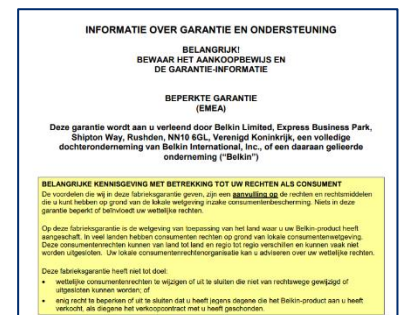 INFORMATIE OVER GARANTIE EN ONDERSTEUNING
BELANGRIJK!
BEWAAR HET AANKOOPBEWIJS EN
DE GARANTIE-INFORMATIE
BEPERKTE GARANTIE
(EMEA)
Deze garantie wordt aan u verleend door Belkin Limited, Express Business Park,
Shipton Way, Rushden, NN10 6GL, Verenigd Koninkrijk, een volledige
dochteronderneming van Belkin International, Inc., of een daaraan gelieerde
onderneming (“Belkin”)
BELANGRIJKE KENNISGEVING MET BETREKKING TOT UW RECHTEN ALS CONSUMENT
De voordelen die wij in deze fabrieksgarantie geven, zijn een aanvulling op de rechten en rechtsmiddelen
die u kunt hebben op grond van de lokale wetgeving inzake consumentenbescherming. Niets in deze
garantie beperkt of beïnvloedt uw wettelijke rechten.
Op deze fabrieksgarantie is de wetgeving van toepassing van het land waar u uw Belkin-product heeft
aangeschaft. In veel landen hebben consumenten rechten op grond van lokale consumentenwetgeving.
Deze consumentenrechten kunnen van land tot land en regio tot regio verschillen en kunnen vaak niet
worden uitgesloten. Uw lokale consumentenrechtenorganisatie kan u adviseren over uw wettelijke rechten.
Deze fabrieksgarantie heeft niet tot doel:
• wettelijke consumentenrechten te wijzigen of uit te sluiten die niet van rechtswege gewijzigd of
uitgesloten kunnen worden; of
• enig recht te beperken of uit te sluiten dat u heeft jegens degene die het Belkin-product aan u heeft
verkocht, als diegene het verkoopcontract met u heeft geschonden.